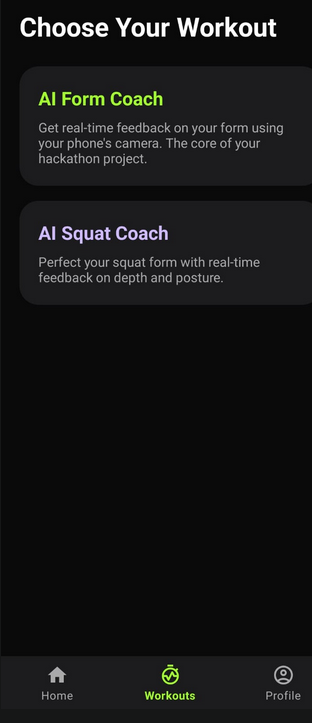 Choose Your Workout
AI Form Coach
Get real-time feedback on your form using
your phone's camera. The core of your
hackathon project.
AI Squat Coach
Perfect your squat form with real-time
feedback on depth and posture.
Home
Workouts
Profile